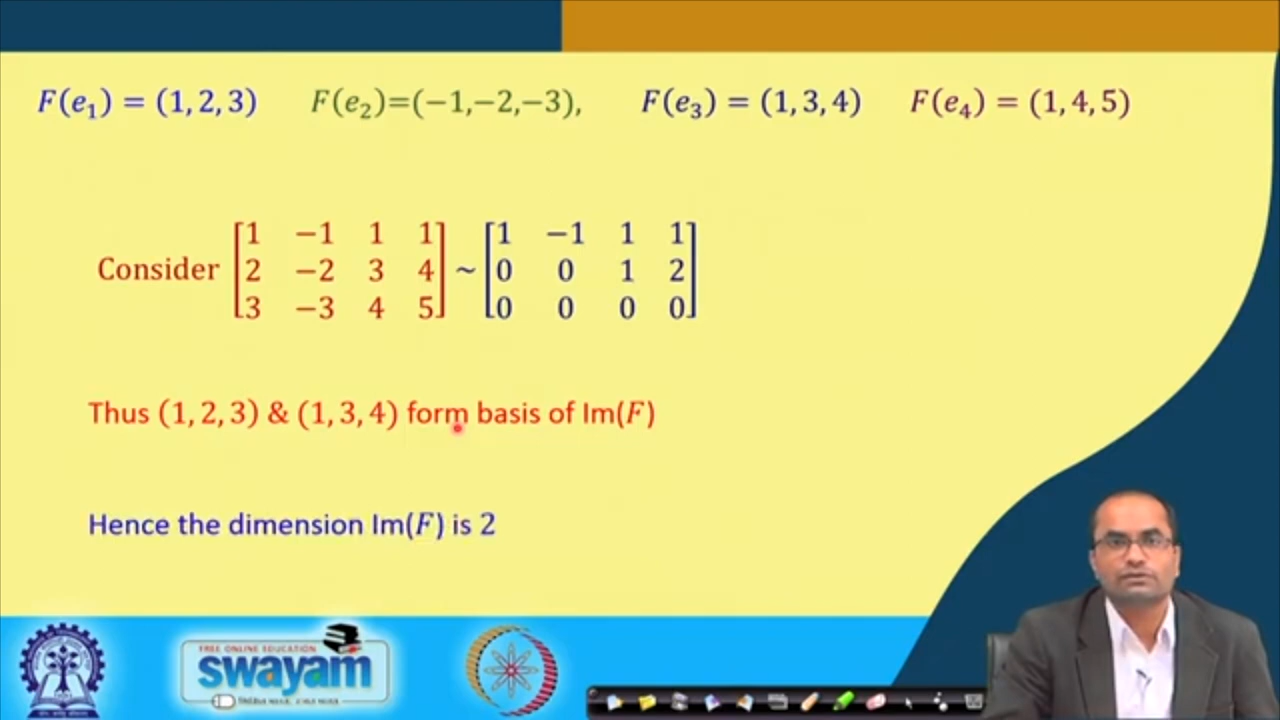 F(e₁) = (1, 2, 3) F(e₂)=(−1,−2,−3), F(e₃) = (1, 3, 4) F(e₄) = (1, 4, 5)
Consider [1 −1 1 1; 2 −2 3 4; 3 −3 4 5] ~ [1 −1 1 1; 0 0 1 2; 0 0 0 0]
Thus (1, 2, 3) & (1, 3, 4) form basis of Im(F)
Hence the dimension Im(F) is 2
FREE ONLINE EDUCATION
swayam